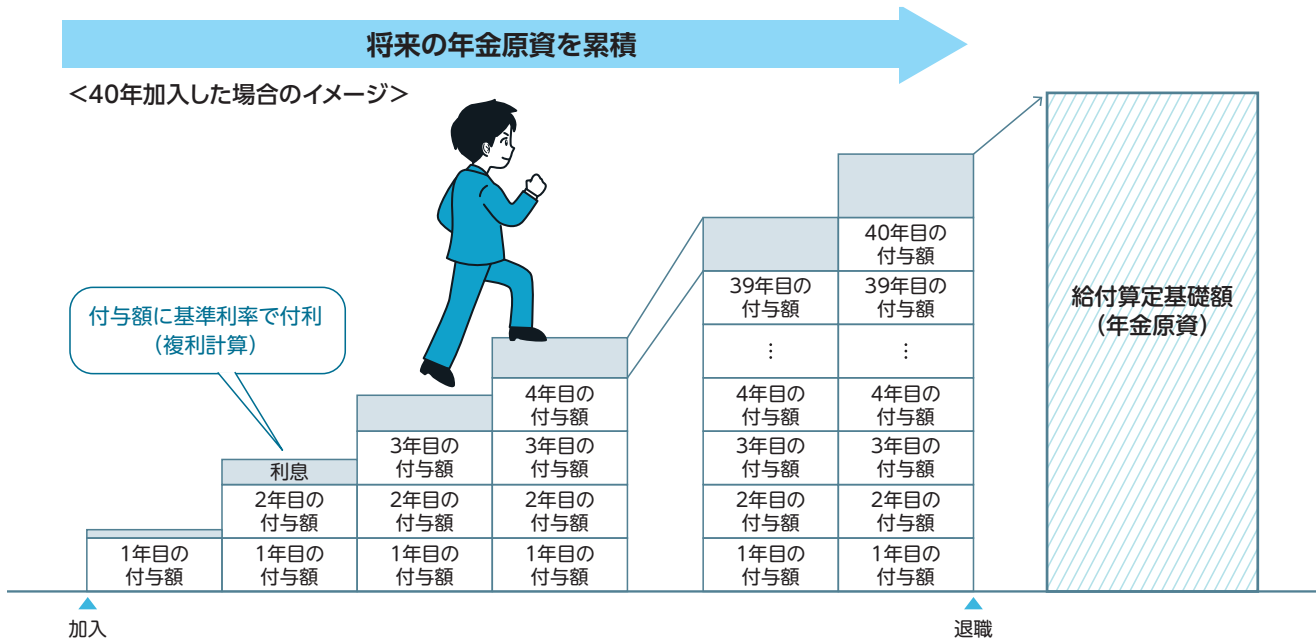 将来の年金原資を累積
＜40年加入した場合のイメージ＞
付与額に基準利率で付利
（複利計算）
1年目の
付与額
利息
2年目の
付与額
1年目の
付与額
3年目の
付与額
2年目の
付与額
1年目の
付与額
4年目の
付与額
3年目の
付与額
2年目の
付与額
1年目の
付与額
39年目の
付与額
…
4年目の
付与額
3年目の
付与額
2年目の
付与額
1年目の
付与額
40年目の
付与額
39年目の
付与額
…
4年目の
付与額
3年目の
付与額
2年目の
付与額
1年目の
付与額
給付算定基礎額
（年金原資）
加入
退職